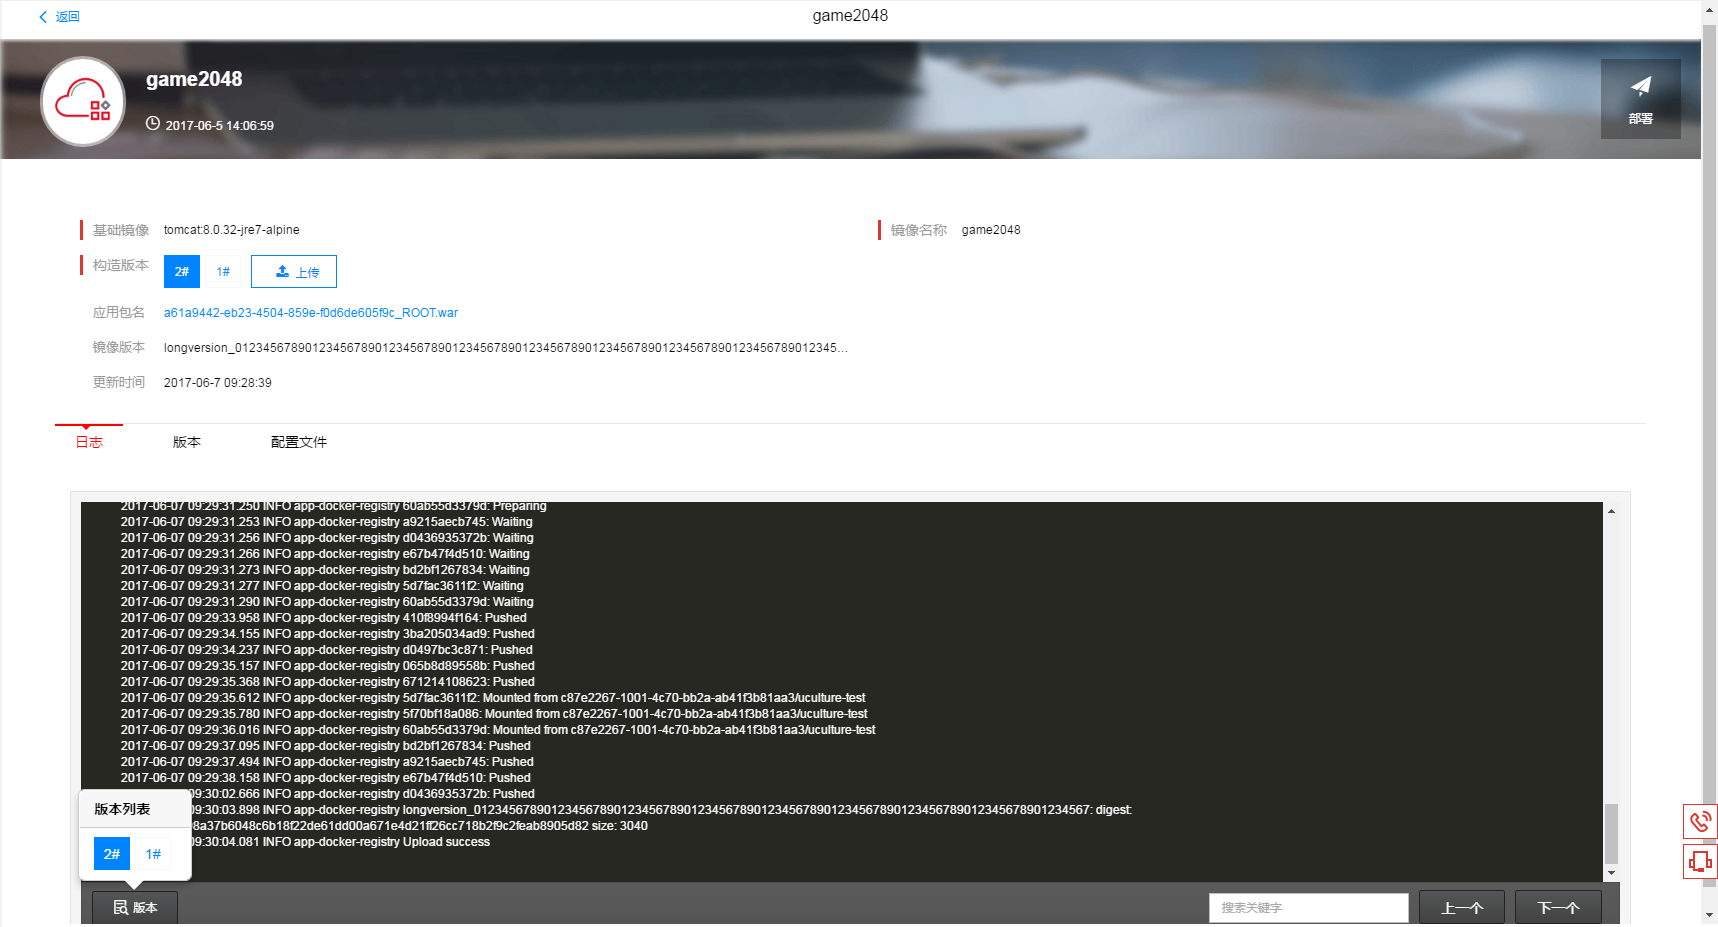 返回
game2048
game2048
2017-06-5 14:06:59
部署
基础镜像 tomcat:8.0.32-jre7-alpine
镜像名称 game2048
构造版本 2# 1# 上传
应用包名 a61a9442-eb23-4504-859e-f0d6de605f9c_ROOT.war
镜像版本 longversion_01234567890123456789012345678901234567890123456789012345678901234567890123456789012345...
更新时间 2017-06-7 09:28:39
日志 版本 配置文件
2017-06-07 09:29:31.250 INFO app-docker-registry 60ab55d3379d: Preparing
2017-06-07 09:29:31.253 INFO app-docker-registry a9215aecb745: Waiting
2017-06-07 09:29:31.256 INFO app-docker-registry d0436935372b: Waiting
2017-06-07 09:29:31.266 INFO app-docker-registry e67b47f4d510: Waiting
2017-06-07 09:29:31.273 INFO app-docker-registry bd2bf1267834: Waiting
2017-06-07 09:29:31.277 INFO app-docker-registry 5d7fac3611f2: Waiting
2017-06-07 09:29:31.290 INFO app-docker-registry 60ab55d3379d: Waiting
2017-06-07 09:29:33.958 INFO app-docker-registry 410f8994f164: Pushed
2017-06-07 09:29:34.155 INFO app-docker-registry 3ba205034ad9: Pushed
2017-06-07 09:29:34.237 INFO app-docker-registry d0497bc3c871: Pushed
2017-06-07 09:29:35.157 INFO app-docker-registry 065b8d89558b: Pushed
2017-06-07 09:29:35.368 INFO app-docker-registry 671214108623: Pushed
2017-06-07 09:29:35.612 INFO app-docker-registry 5d7fac3611f2: Mounted from c87e2267-1001-4c70-bb2a-ab41f3b81aa3/uculture-test
2017-06-07 09:29:35.780 INFO app-docker-registry 5f70bf18a086: Mounted from c87e2267-1001-4c70-bb2a-ab41f3b81aa3/uculture-test
2017-06-07 09:29:36.016 INFO app-docker-registry 60ab55d3379d: Mounted from c87e2267-1001-4c70-bb2a-ab41f3b81aa3/uculture-test
2017-06-07 09:29:37.095 INFO app-docker-registry bd2bf1267834: Pushed
2017-06-07 09:29:37.494 INFO app-docker-registry a9215aecb745: Pushed
2017-06-07 09:29:38.158 INFO app-docker-registry e67b47f4d510: Pushed
09:30:02.666 INFO app-docker-registry d0436935372b: Pushed
09:30:03.898 INFO app-docker-registry longversion_0123456789012345678901234567890123456789012345678901234567890123456789012345678901234567: digest:
8a37b6048c6b18f22de61dd00a671e4d21ff26cc718b2f9c2feab8905d82 size: 3040
09:30:04.081 INFO app-docker-registry Upload success
版本列表
2# 1#
版本
搜索关键字
上一个
下一个